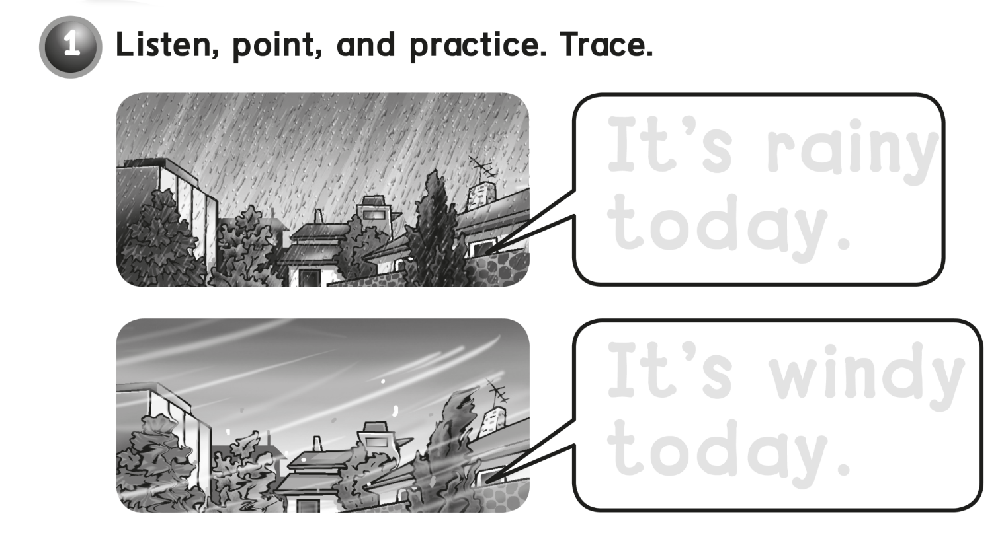 1 Listen, point, and practice. Trace.
It's rainy
today.
It's windy
today.